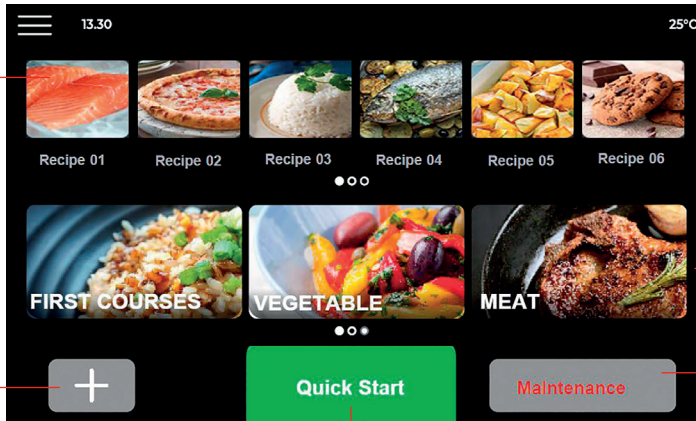 13.30
25°C
Recipe 01
Recipe 02
Recipe 03
Recipe 04
Recipe 05
Recipe 06
FIRST COURSES
VEGETABLE
MEAT
Quick Start
Maintenance